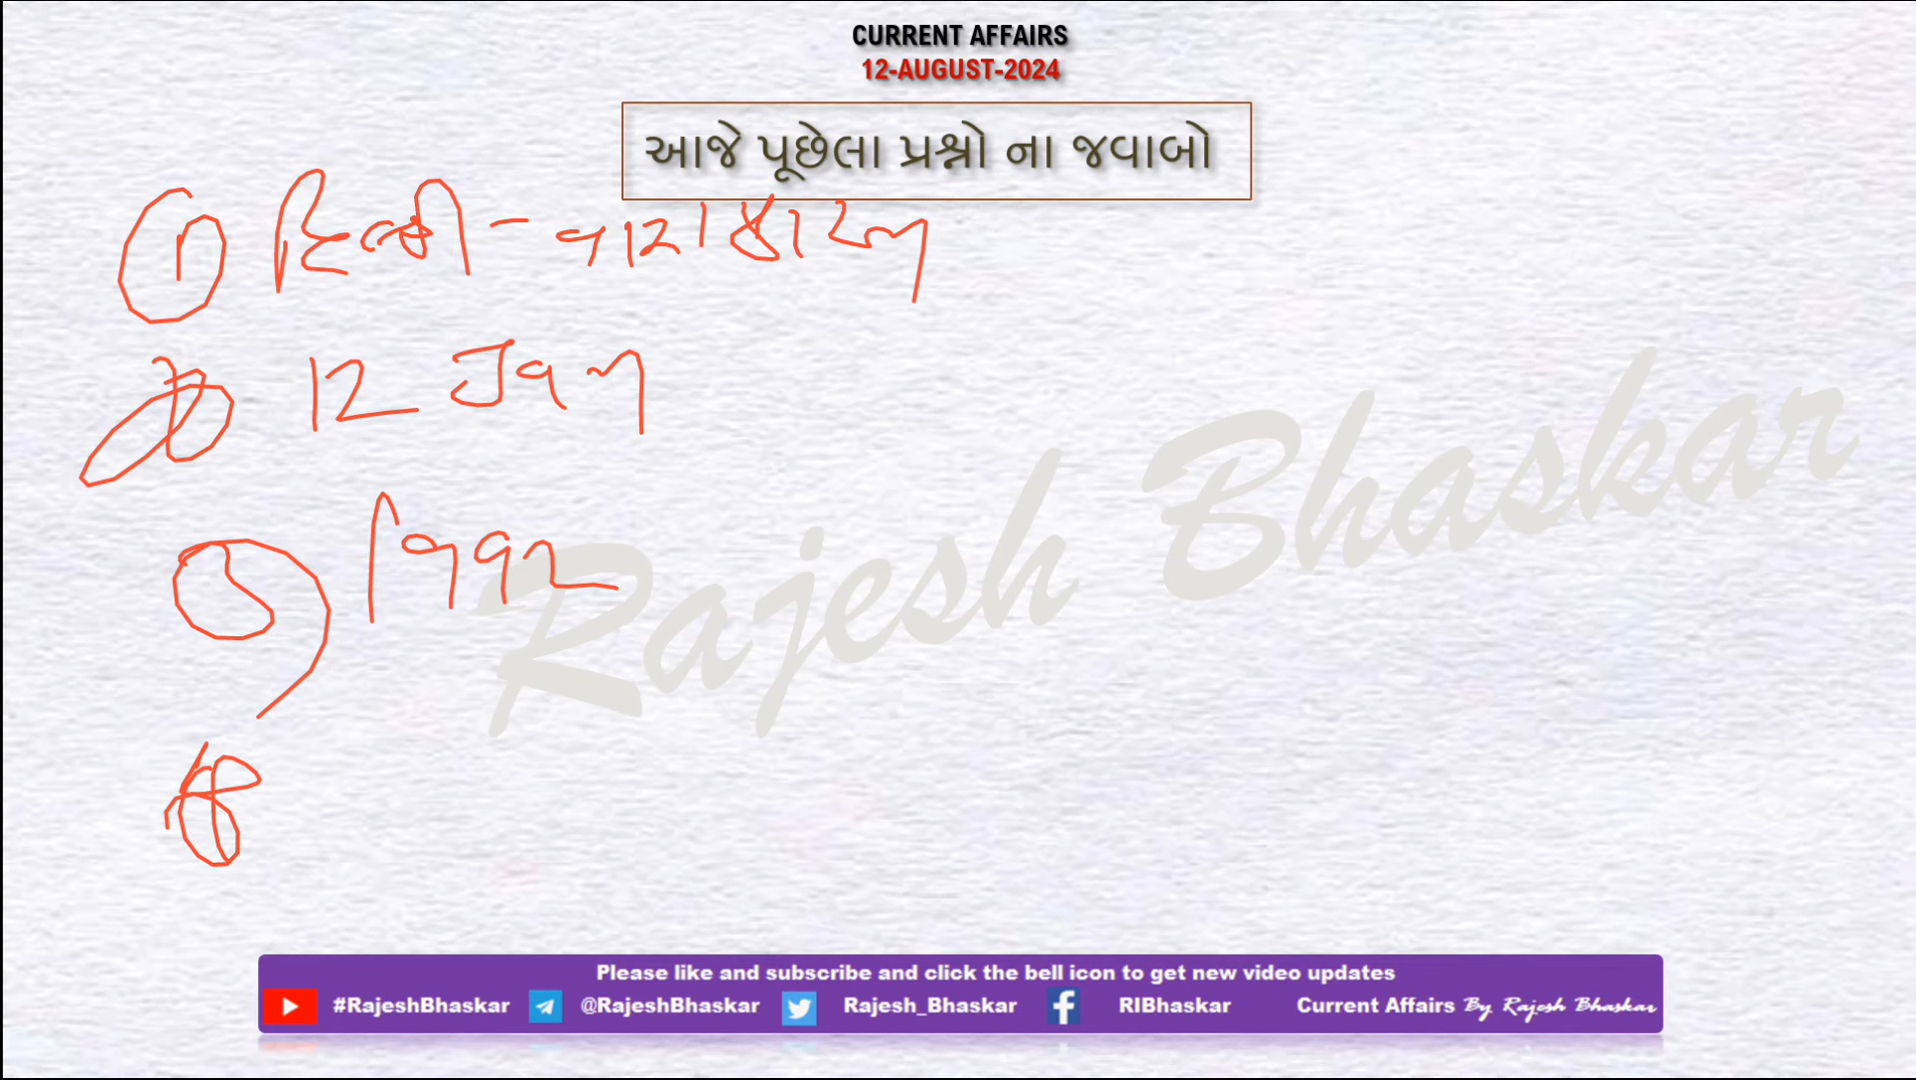 CURRENT AFFAIRS
12-AUGUST-2024
આજે પૂછેલા પ્રશ્નો ના જવાબો
1
2 12 Jan
3
4
Rajesh Bhaskar
Please like and subscribe and click the bell icon to get new video updates
#RajeshBhaskar @RajeshBhaskar Rajesh_Bhaskar RIBhaskar Current Affairs By Rajesh Bhaskar